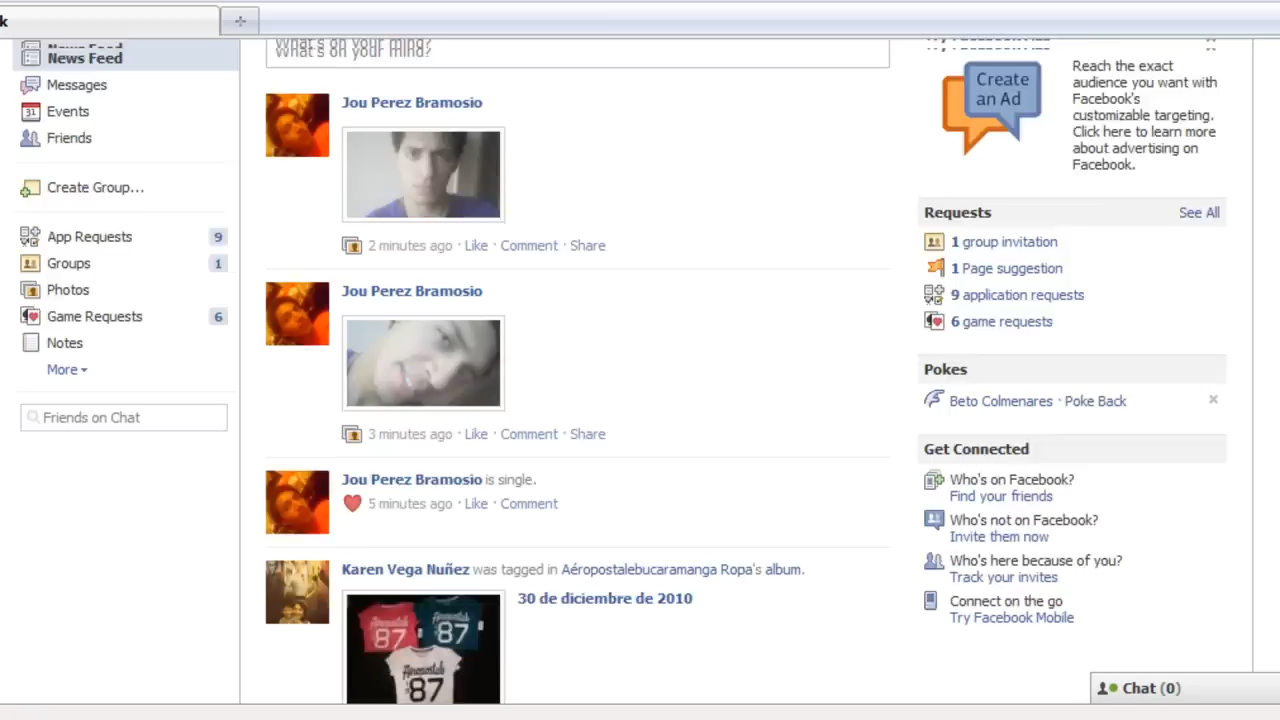 k
News Feed
Messages
Events
Friends
Create Group...
App Requests 9
Groups 1
Photos
Game Requests 6
Notes
More
Friends on Chat
What's on your mind?
Jou Perez Bramosio
2 minutes ago · Like · Comment · Share
Jou Perez Bramosio
3 minutes ago · Like · Comment · Share
Jou Perez Bramosio is single.
5 minutes ago · Like · Comment
Karen Vega Nuñez was tagged in Aéropostalebucaramanga Ropa's album.
30 de diciembre de 2010
87
87
87
Create
an Ad
Reach the exact
audience you want with
Facebook's
customizable targeting.
Click here to learn more
about advertising on
Facebook.
Requests See All
1 group invitation
1 Page suggestion
9 application requests
6 game requests
Pokes
Beto Colmenares · Poke Back
Get Connected
Who's on Facebook?
Find your friends
Who's not on Facebook?
Invite them now
Who's here because of you?
Track your invites
Connect on the go
Try Facebook Mobile
Chat (0)